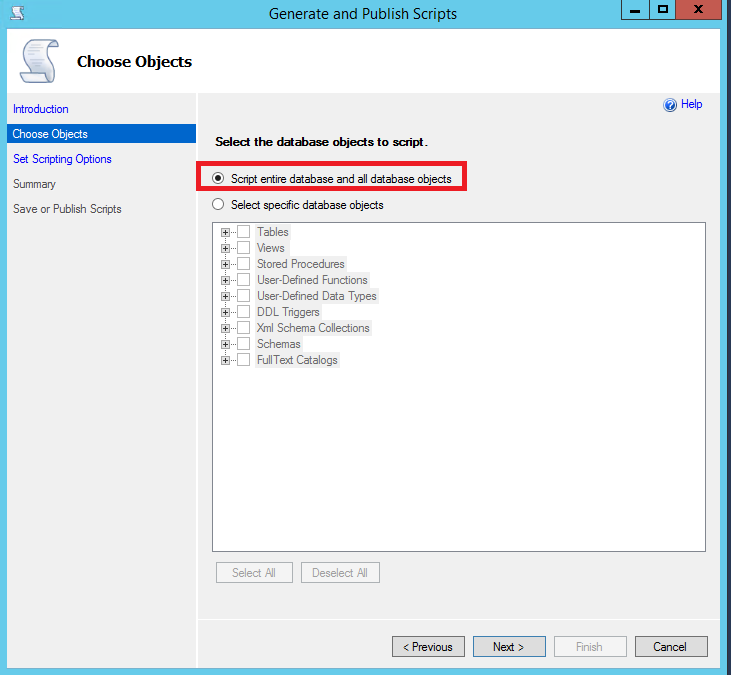 Generate and Publish Scripts
Choose Objects
Introduction
Choose Objects
Set Scripting Options
Summary
Save or Publish Scripts
Help
Select the database objects to script.
Script entire database and all database objects
Select specific database objects
Tables
Views
Stored Procedures
User-Defined Functions
User-Defined Data Types
DDL Triggers
Xml Schema Collections
Schemas
FullText Catalogs
Select All
Deselect All
< Previous
Next >
Finish
Cancel